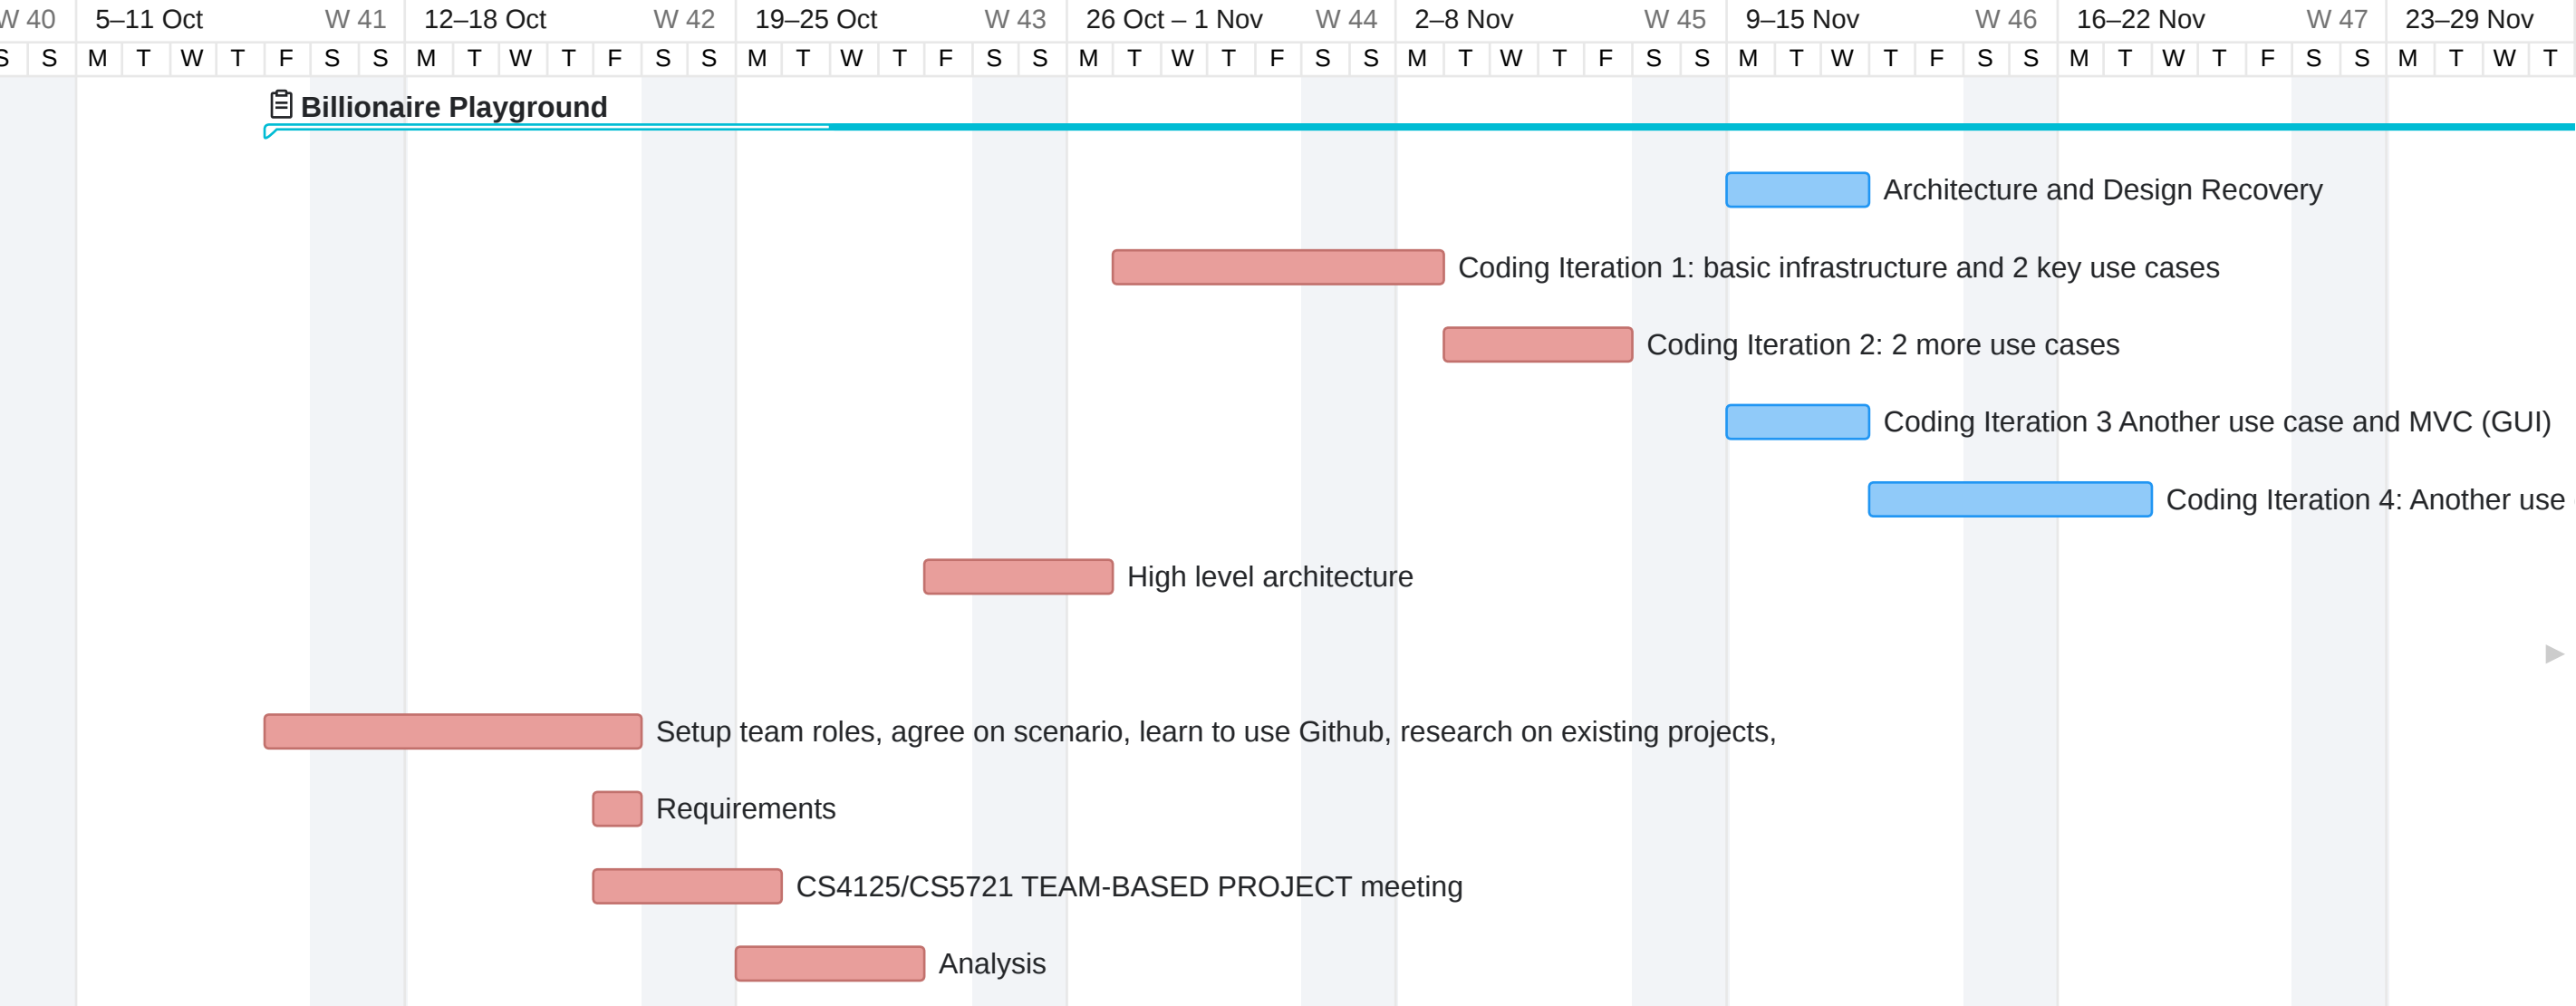 W 40 5–11 Oct W 41 12–18 Oct W 42 19–25 Oct W 43 26 Oct – 1 Nov W 44 2–8 Nov W 45 9–15 Nov W 46 16–22 Nov W 47 23–29 Nov
S S M T W T F S S M T W T F S S M T W T F S S M T W T F S S M T W T F S S M T W T F S S M T W T F S S M T W T
Billionaire Playground
Architecture and Design Recovery
Coding Iteration 1: basic infrastructure and 2 key use cases
Coding Iteration 2: 2 more use cases
Coding Iteration 3 Another use case and MVC (GUI)
Coding Iteration 4: Another use
High level architecture
Setup team roles, agree on scenario, learn to use Github, research on existing projects,
Requirements
CS4125/CS5721 TEAM-BASED PROJECT meeting
Analysis